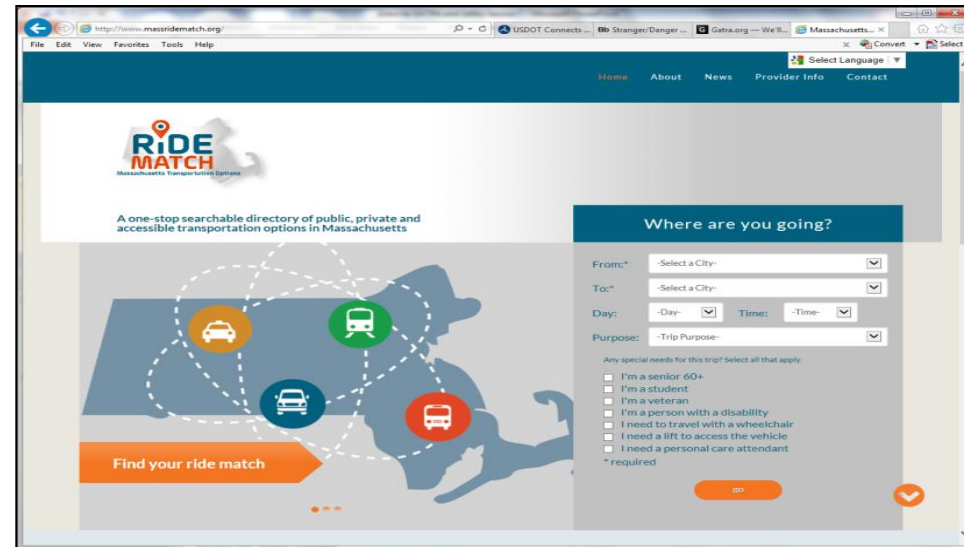 http://www.massridematch.org/
USDOT Connects ...
Bb Stranger/Danger ...
G Gatra.org — We'll...
Massachusetts... ×
File Edit View Favorites Tools Help
x Convert Select
Select Language
Home About News Provider Info Contact
RiDE
MATCH
Massachusetts Transportation Options
A one-stop searchable directory of public, private and
accessible transportation options in Massachusetts
Find your ride match
Where are you going?
From:* -Select a City-
To:* -Select a City-
Day: -Day- Time: -Time-
Purpose: -Trip Purpose-
Any special needs for this trip? Select all that apply.
I'm a senior 60+
I'm a student
I'm a veteran
I'm a person with a disability
I need to travel with a wheelchair
I need a lift to access the vehicle
I need a personal care attendant
* required
go